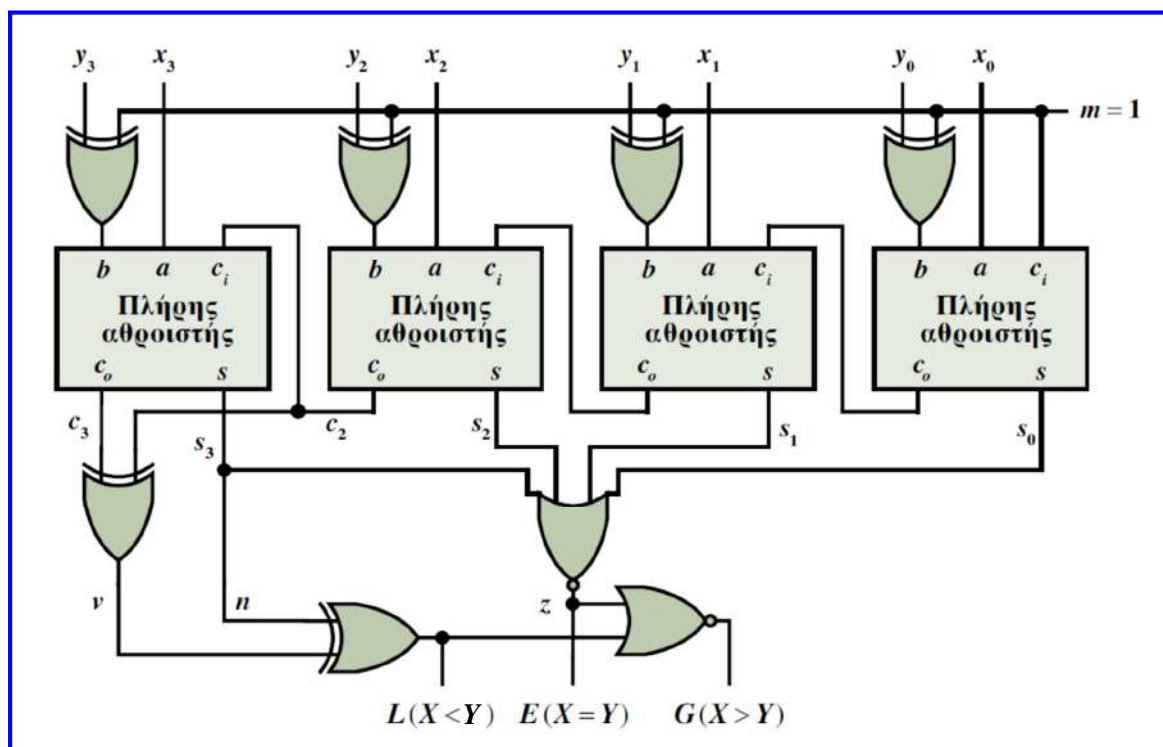 y₃ x₃ y₂ x₂ y₁ x₁ y₀ x₀
m = 1
b a cᵢ b a cᵢ b a cᵢ b a cᵢ
Πλήρης Πλήρης Πλήρης Πλήρης
αθροιστής αθροιστής αθροιστής αθροιστής
cₒ s cₒ s cₒ s cₒ s
c₃ s₃ c₂ s₂ s₁ s₀
v n z
L(X<Y) E(X=Y) G(X>Y)